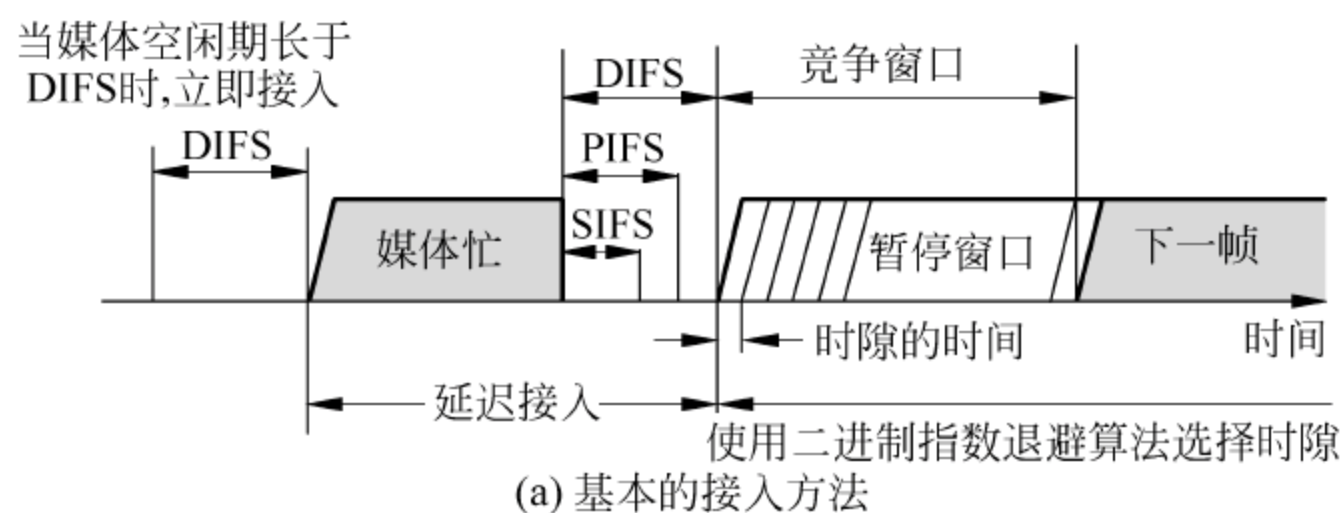 当媒体空闲期长于
DIFS时,立即接入
DIFS
DIFS
竞争窗口
PIFS
SIFS
媒体忙
暂停窗口
下一帧
时隙的时间
时间
延迟接入
使用二进制指数退避算法选择时隙
(a) 基本的接入方法